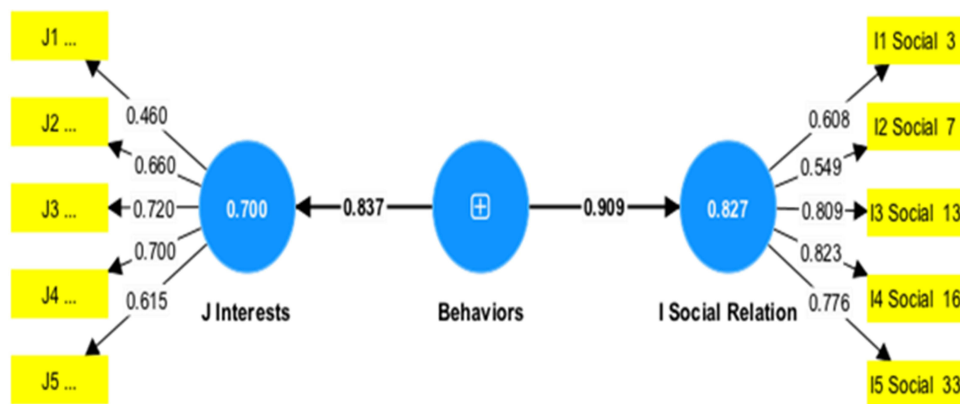 J1 ...
I1 Social 3
0.460
0.608
J2 ...
I2 Social 7
0.660
0.549
J3 ...
0.720
0.700
0.837
0.909
0.827
0.809
I3 Social 13
0.700
0.823
J4 ...
0.615
J Interests
Behaviors
I Social Relation
0.776
I4 Social 16
J5 ...
I5 Social 33